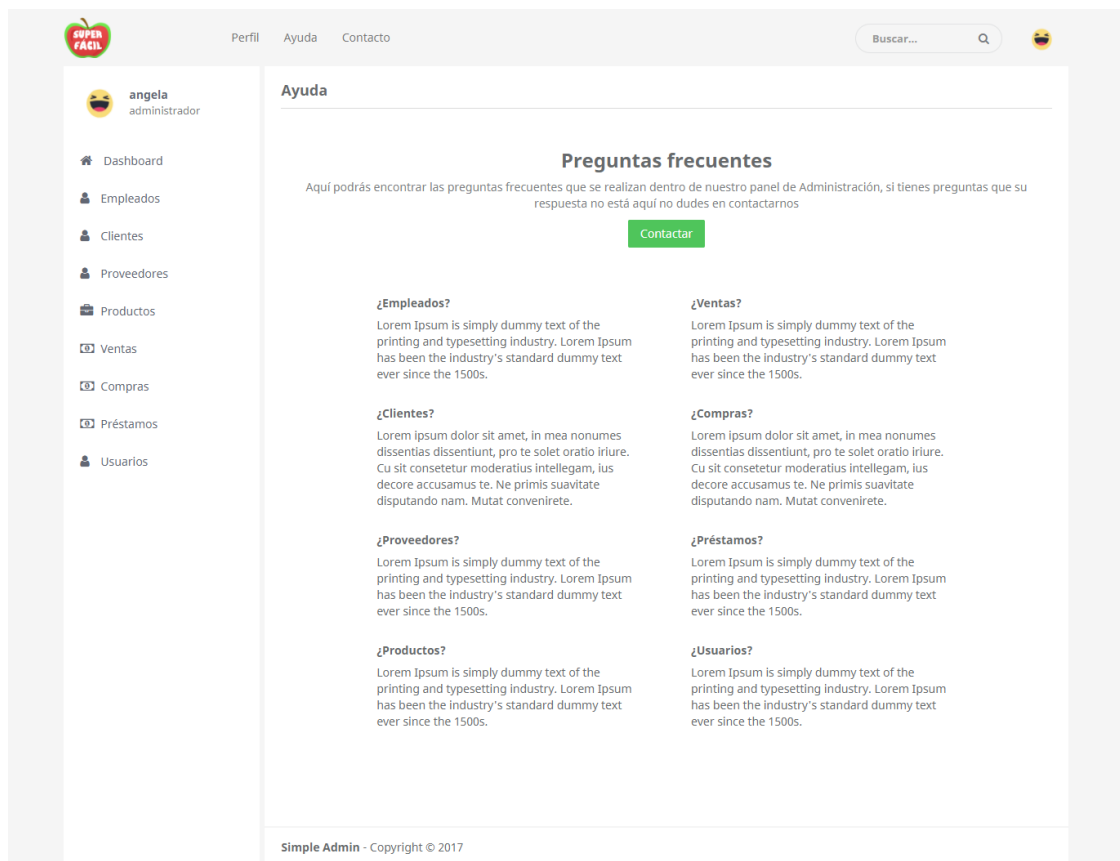 SUPER
FÁCIL
Perfil
Ayuda
Contacto
Buscar...
angela
administrador
Dashboard
Empleados
Clientes
Proveedores
Productos
Ventas
Compras
Préstamos
Usuarios
Ayuda
Preguntas frecuentes
Aquí podrás encontrar las preguntas frecuentes que se realizan dentro de nuestro panel de Administración, si tienes preguntas que su
respuesta no está aquí no dudes en contactarnos
Contactar
¿Empleados?
Lorem Ipsum is simply dummy text of the
printing and typesetting industry. Lorem Ipsum
has been the industry's standard dummy text
ever since the 1500s.
¿Ventas?
Lorem Ipsum is simply dummy text of the
printing and typesetting industry. Lorem Ipsum
has been the industry's standard dummy text
ever since the 1500s.
¿Clientes?
Lorem ipsum dolor sit amet, in mea nonumes
dissentias dissentiunt, pro te solet oratio iriure.
Cu sit consetetur moderatius intellegam, ius
decore accusamus te. Ne primis suavitate
disputando nam. Mutat convenirete.
¿Compras?
Lorem ipsum dolor sit amet, in mea nonumes
dissentias dissentiunt, pro te solet oratio iriure.
Cu sit consetetur moderatius intellegam, ius
decore accusamus te. Ne primis suavitate
disputando nam. Mutat convenirete.
¿Proveedores?
Lorem Ipsum is simply dummy text of the
printing and typesetting industry. Lorem Ipsum
has been the industry's standard dummy text
ever since the 1500s.
¿Préstamos?
Lorem Ipsum is simply dummy text of the
printing and typesetting industry. Lorem Ipsum
has been the industry's standard dummy text
ever since the 1500s.
¿Productos?
Lorem Ipsum is simply dummy text of the
printing and typesetting industry. Lorem Ipsum
has been the industry's standard dummy text
ever since the 1500s.
¿Usuarios?
Lorem Ipsum is simply dummy text of the
printing and typesetting industry. Lorem Ipsum
has been the industry's standard dummy text
ever since the 1500s.
Simple Admin - Copyright © 2017